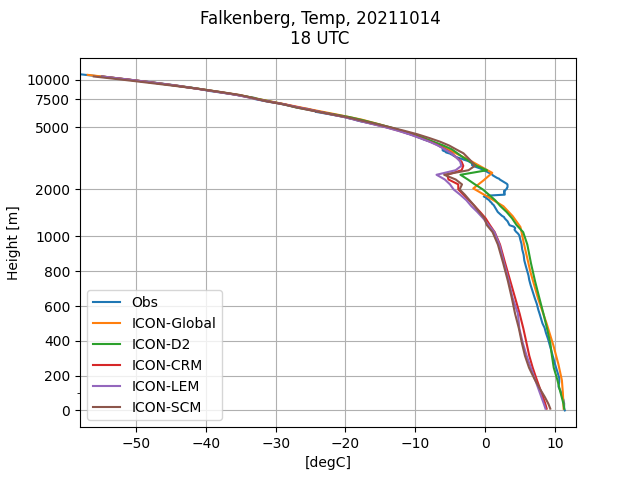 Falkenberg, Temp, 20211014
18 UTC
Height [m]
10000
7500
5000
2000
1000
800
600
400
200
0
Obs
ICON-Global
ICON-D2
ICON-CRM
ICON-LEM
ICON-SCM
−50
−40
−30
−20
−10
0
10
[degC]